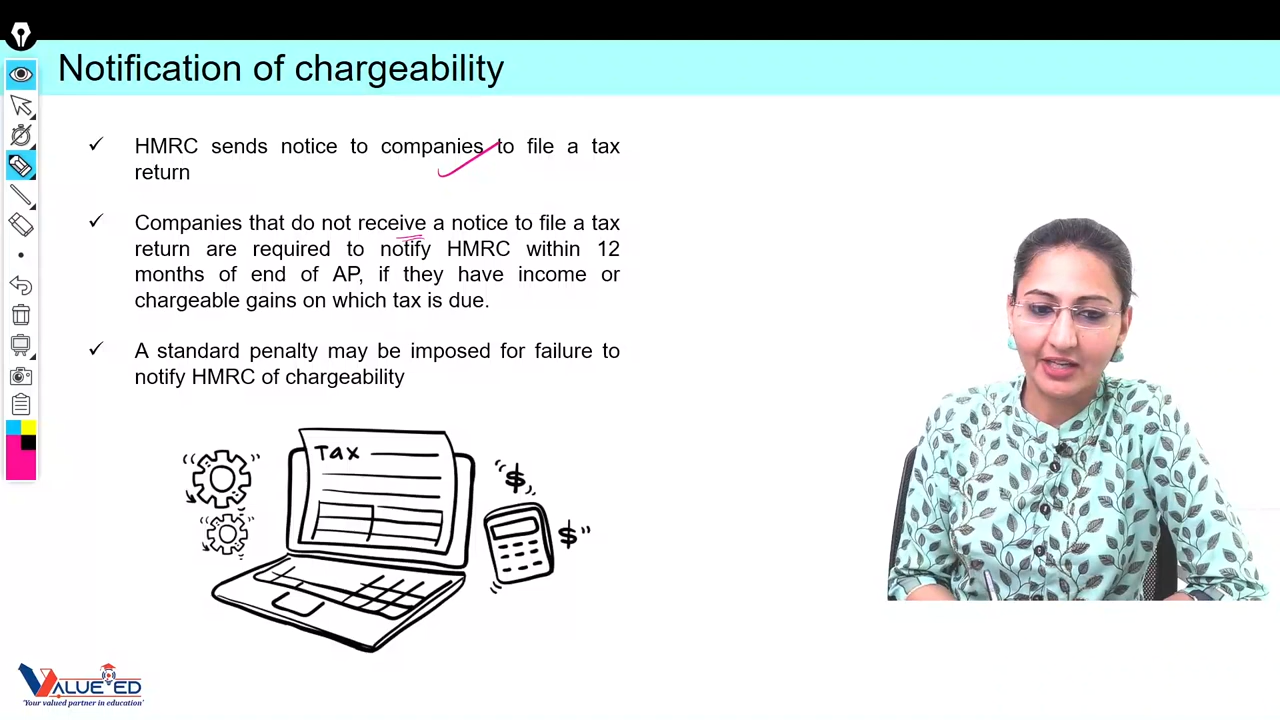 Notification of chargeability
✓ HMRC sends notice to companies to file a tax
return
✓ Companies that do not receive a notice to file a tax
return are required to notify HMRC within 12
months of end of AP, if they have income or
chargeable gains on which tax is due.
✓ A standard penalty may be imposed for failure to
notify HMRC of chargeability
Tax
$
$
VALUE ED
"Your valued partner in education"